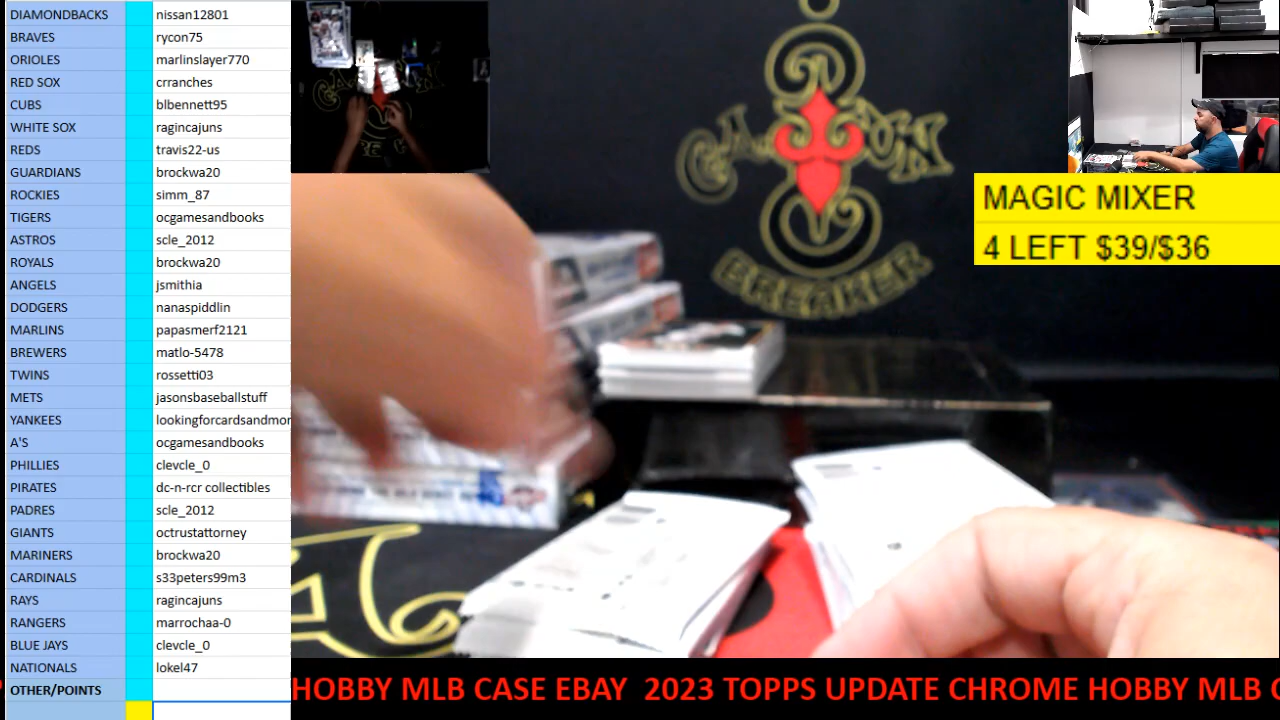 DIAMONDBACKS nissan12801
BRAVES rycon75
ORIOLES marlinslayer770
RED SOX crranches
CUBS blbennett95
WHITE SOX ragincajuns
REDS travis22-us
GUARDIANS brockwa20
ROCKIES simm_87
TIGERS ocgamesandbooks
ASTROS scle_2012
ROYALS brockwa20
ANGELS jsmithia
DODGERS nanaspiddlin
MARLINS papasmerf2121
BREWERS matlo-5478
TWINS rossetti03
METS jasonsbaseballstuff
YANKEES lookingforcardsandmor
A'S ocgamesandbooks
PHILLIES clevcle_0
PIRATES dc-n-rcr collectibles
PADRES scle_2012
GIANTS octrustattorney
MARINERS brockwa20
CARDINALS s33peters99m3
RAYS ragincajuns
RANGERS marrochaa-0
BLUE JAYS clevcle_0
NATIONALS lokel47
OTHER/POINTS
BREAKER
MAGIC MIXER
4 LEFT $39/$36
HOBBY MLB CASE EBAY 2023 TOPPS UPDATE CHROME HOBBY MLB